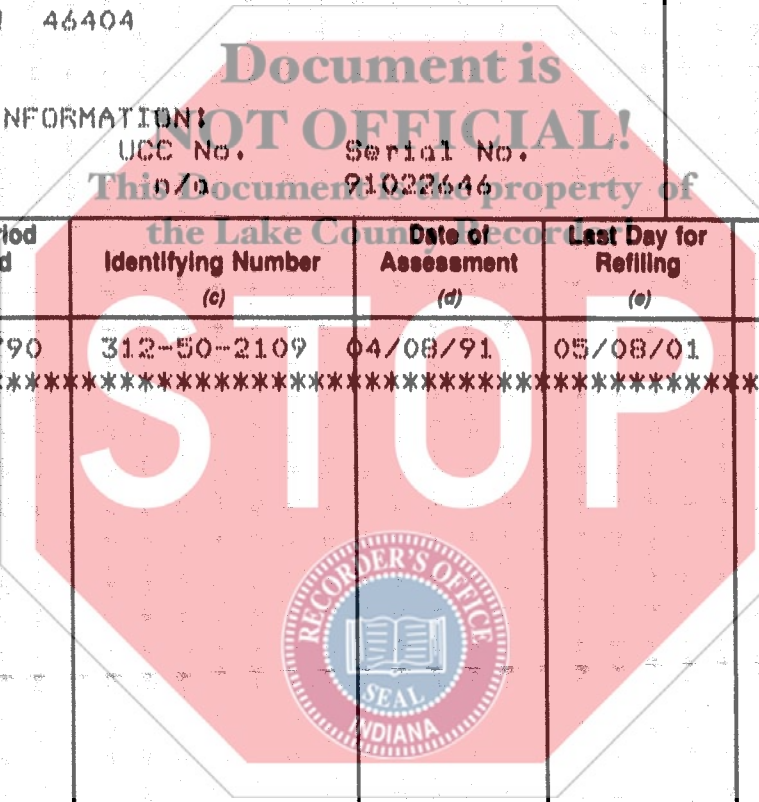 46404
Document is
NFORMATION:
NOT OFFICIAL!
UCC No. Serial No.
n/a 91022646
This Document is the property of
the Lake County Recorder!
iod
d
Identifying Number
(c)
Date of
Assessment
(d)
Last Day for
Refiling
(e)
/90 312-50-2109 04/08/91 05/08/01
STOP
RECORDER'S OFFICE
SEAL
INDIANA